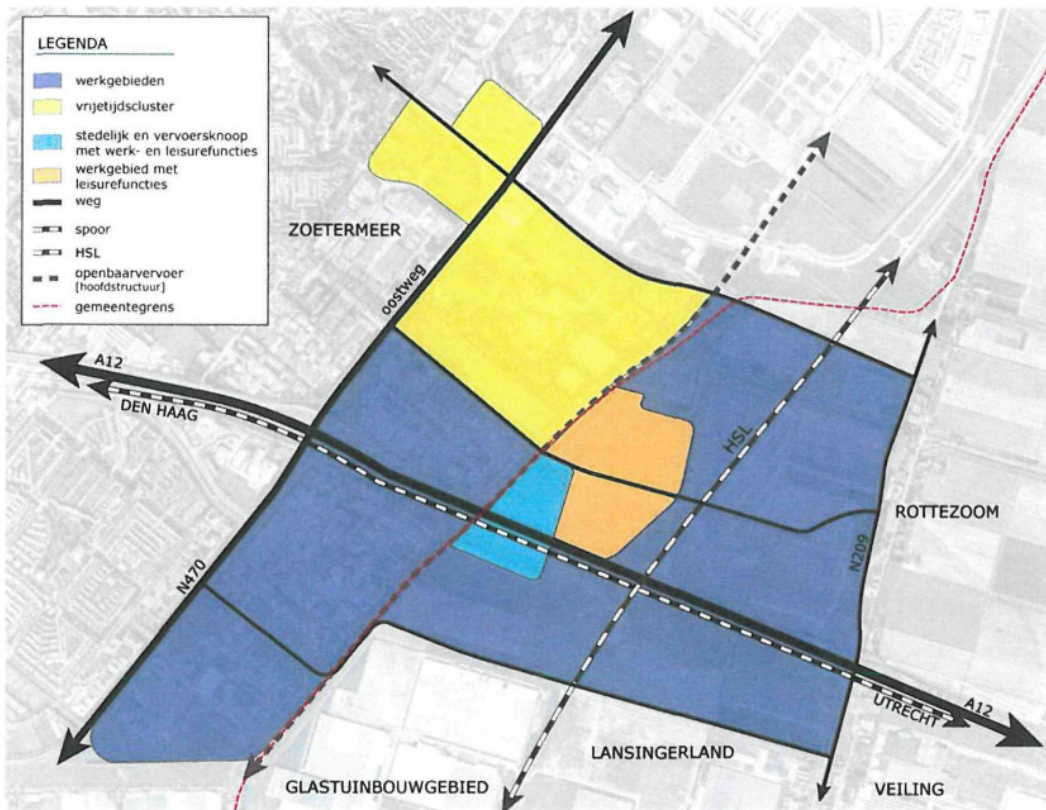 LEGENDA
werkgebieden
vrijetijdscluster
stedelijk en vervoersknoop
met werk- en leisurefuncties
werkgebied met
leisurefuncties
weg
spoor
HSL
openbaarvervoer
[hoofdstructuur]
gemeentegrens
ZOETERMEER
oostweg
A12
DEN HAAG
HSL
ROTTEZOOM
N209
N470
UTRECHT
A12
LANSINGERLAND
GLASTUINBOUWGEBIED
VEILING